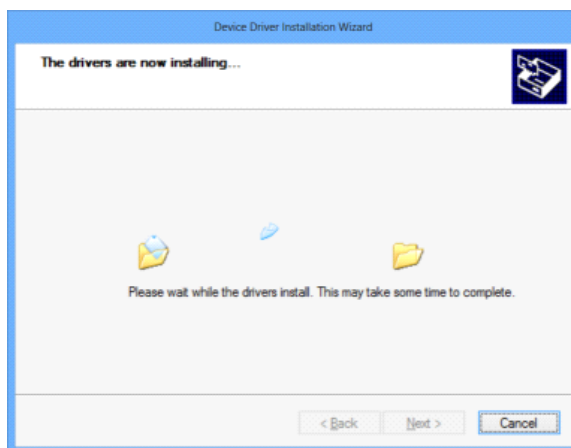 Device Driver Installation Wizard
The drivers are now installing...
Please wait while the drivers install. This may take some time to complete.
< Back Next > Cancel